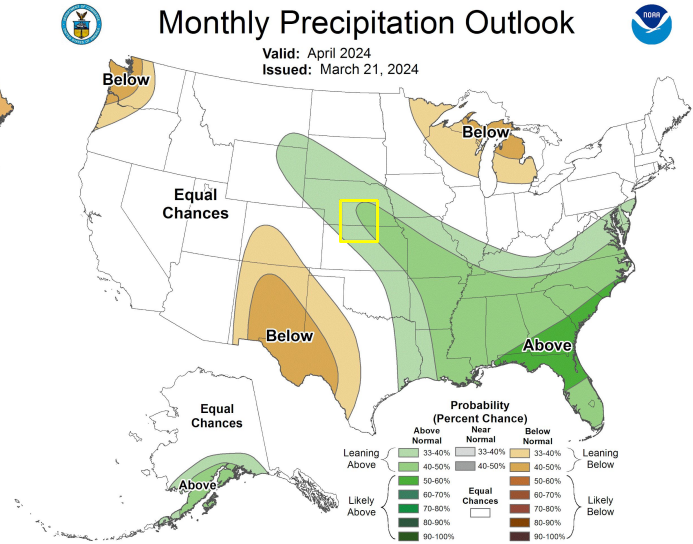 Monthly Precipitation Outlook
NOAA
Valid: April 2024
Issued: March 21, 2024
Below
Below
Equal
Chances
Below
Above
Equal
Chances
Above
Probability
(Percent Chance)
Above
Normal
Near
Normal
Below
Normal
Leaning
Above
33-40%
40-50%
33-40%
40-50%
33-40%
40-50%
Leaning
Below
Likely
Above
50-60%
60-70%
70-80%
80-90%
90-100%
Equal
Chances
50-60%
60-70%
70-80%
80-90%
90-100%
Likely
Below